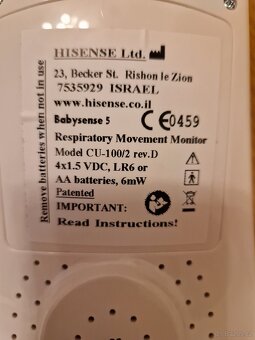 HISENSE Ltd.
23, Becker St. Rishon le Zion
7535929 ISRAEL
www.hisense.co.il
Babysense 5 CE0459
Respiratory Movement Monitor
Model CU-100/2 rev.D
4x1.5 VDC, LR6 or
AA batteries, 6mW
Patented
IMPORTANT:
Read Instructions!
Remove batteries when not in use